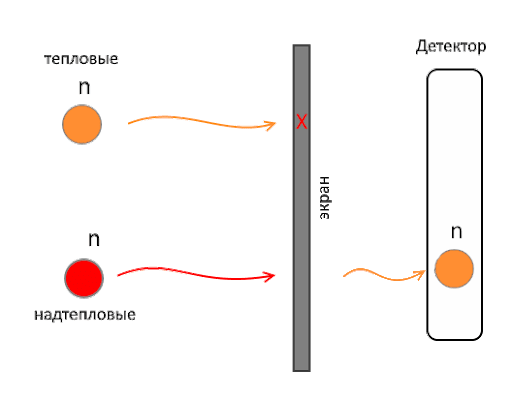 Детектор
тепловые
n
X
экран
n
n
надтепловые